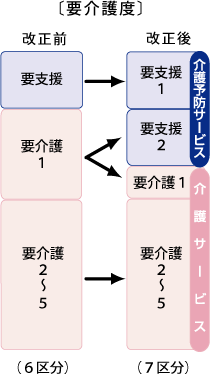 〔要介護度〕
改正前
改正後
要支援
要介護
1
要介護
2
〜
5
（6区分）
要支援
1
要支援
2
要介護1
要介護
2
〜
5
（7区分）
介護予防サービス
介護サービス